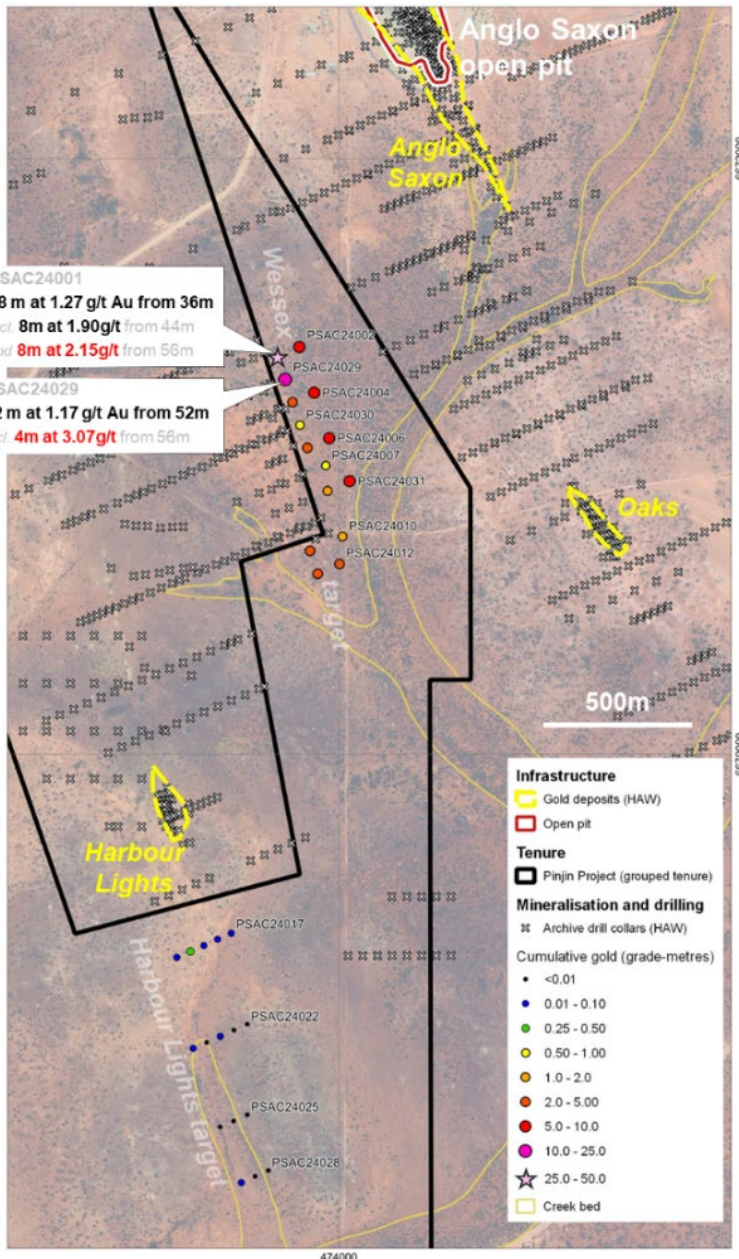 Anglo Saxon
open pit
Anglo
Saxon
Wessex
SAC24001
8 m at 1.27 g/t Au from 36m
8m at 1.90g/t from 44m
8m at 2.15g/t from 56m
PSAC24002
PSAC24029
SAC24029
2 m at 1.17 g/t Au from 52m
4m at 3.07g/t from 56m
PSAC24004
PSAC24030
PSAC24006
PSAC24007
PSAC24031
PSAC24010
PSAC24012
target
Oaks
500m
Harbour
Lights
PSAC24017
Harbour Lights target
PSAC24022
PSAC24025
PSAC24028
Infrastructure
Gold deposits (HAW)
Open pit
Tenure
Pinjin Project (grouped tenure)
Mineralisation and drilling
Archive drill collars (HAW)
Cumulative gold (grade-metres)
<0.01
0.01 - 0.10
0.25 - 0.50
0.50 - 1.00
1.0 - 2.0
2.0 - 5.00
5.0 - 10.0
10.0 - 25.0
25.0 - 50.0
Creek bed
474000